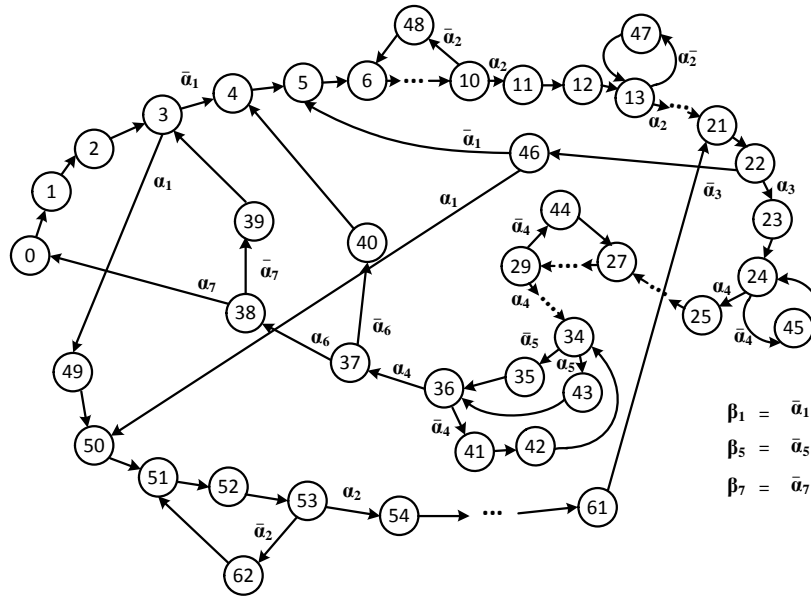 48
ᾱ₂
47
ᾱ₁
4
5
6
10
α₂
11
12
13
α₂̄
α₂
21
3
2
1
0
α₁
ᾱ₁
46
22
ᾱ₃
α₃
23
α₁
39
40
44
ᾱ₄
29
27
24
α₄
25
45
ᾱ₄
α₄
α₇
ᾱ₇
38
α₆
ᾱ₆
37
34
ᾱ₅
α₅
35
43
α₄
36
ᾱ₄
41
42
49
50
51
52
53
α₂
54
61
ᾱ₂
62
β₁ = ᾱ₁
β₅ = ᾱ₅
β₇ = ᾱ₇